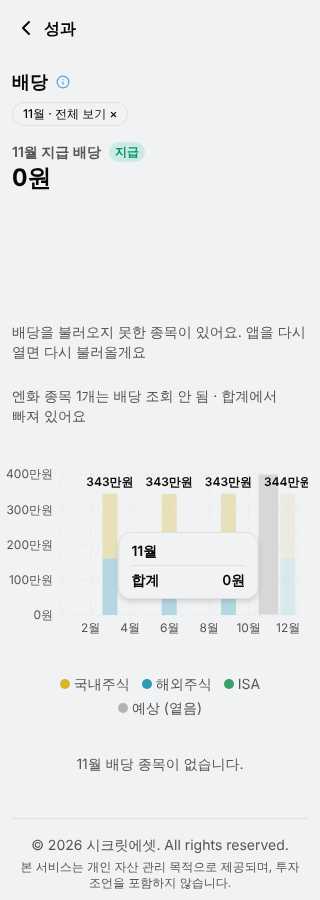 성과
배당
11월 · 전체 보기 ×
11월 지급 배당 지급
0원
배당을 불러오지 못한 종목이 있어요. 앱을 다시
열면 다시 불러올게요
엔화 종목 1개는 배당 조회 안 됨 · 합계에서
빠져 있어요
400만원
343만원 343만원 343만원 344만원
300만원
200만원
100만원
0원
11월
합계 0원
2월 4월 6월 8월 10월 12월
국내주식 해외주식 ISA
예상 (옅음)
11월 배당 종목이 없습니다.
© 2026 시크릿에셋. All rights reserved.
본 서비스는 개인 자산 관리 목적으로 제공되며, 투자
조언을 포함하지 않습니다.